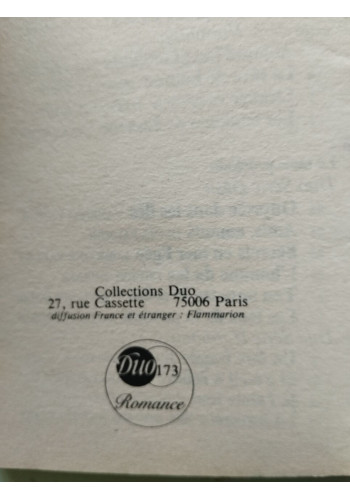 Collections Duo
27, rue Cassette 75006 Paris
diffusion France et étranger : Flammarion
Duo 173
Romance